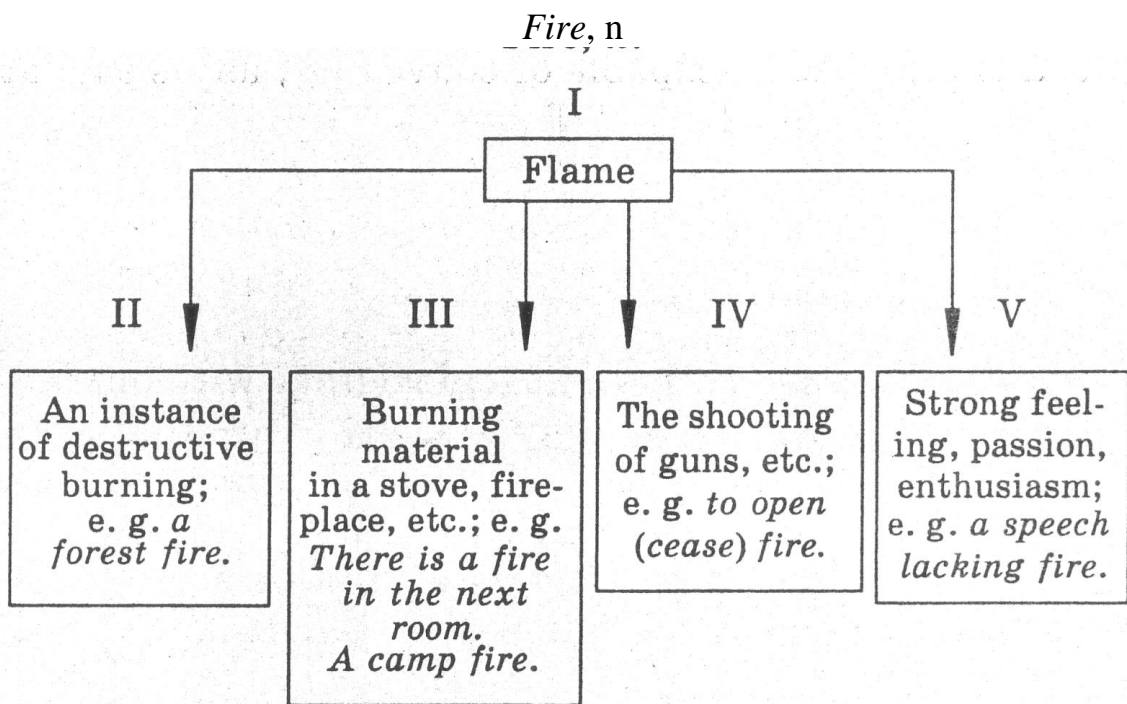 Fire, n
I
Flame
II
An instance
of destructive
burning;
e. g. a
forest fire.
III
Burning
material
in a stove, fire-
place, etc.; e. g.
There is a fire
in the next
room.
A camp fire.
IV
The shooting
of guns, etc.;
e. g. to open
(cease) fire.
V
Strong feel-
ing, passion,
enthusiasm;
e. g. a speech
lacking fire.